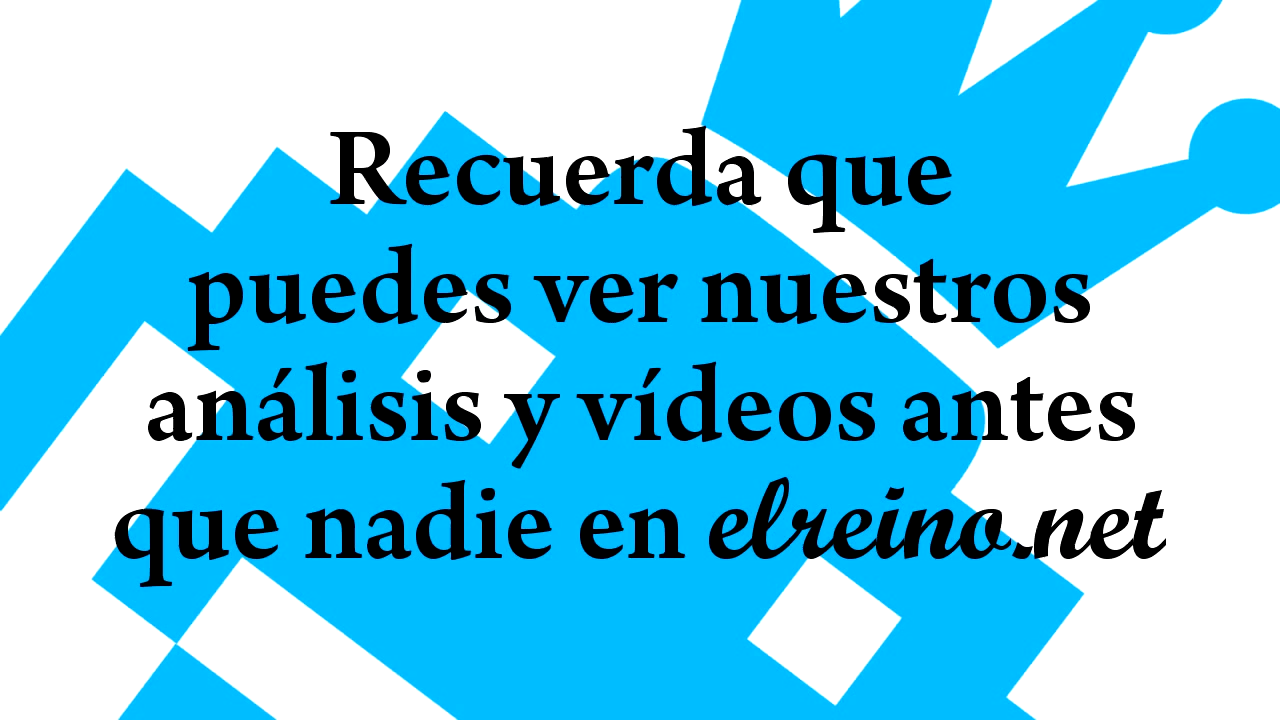 Recuerda que
puedes ver nuestros
análisis y vídeos antes
que nadie en elreino.net